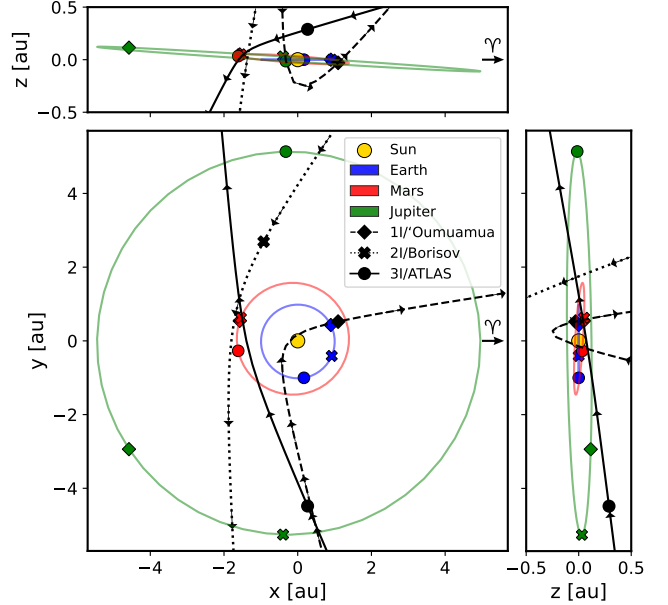 0.5
0.0
−0.5
z [au]
♈
4
2
0
−2
−4
y [au]
Sun
Earth
Mars
Jupiter
1I/ʻOumuamua
2I/Borisov
3I/ATLAS
♈
−4 −2 0 2 4
x [au]
−0.5 0.0 0.5
z [au]